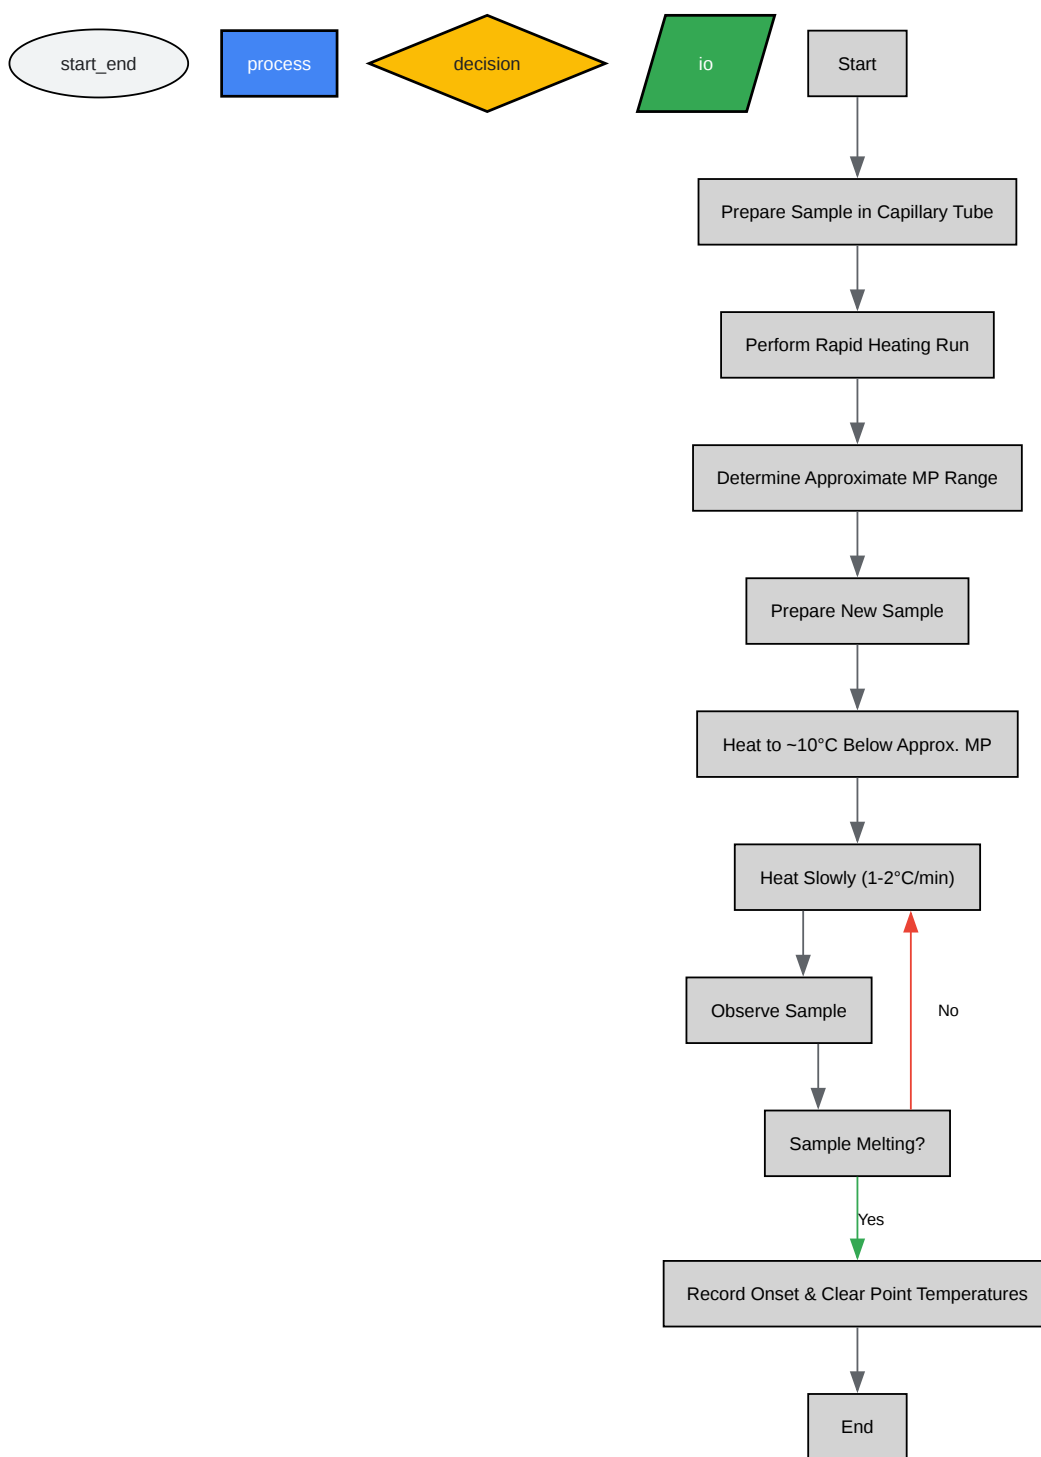 start_end
process
decision
io
Start
Prepare Sample in Capillary Tube
Perform Rapid Heating Run
Determine Approximate MP Range
Prepare New Sample
Heat to ~10°C Below Approx. MP
Heat Slowly (1-2°C/min)
Observe Sample
No
Sample Melting?
Yes
Record Onset & Clear Point Temperatures
End